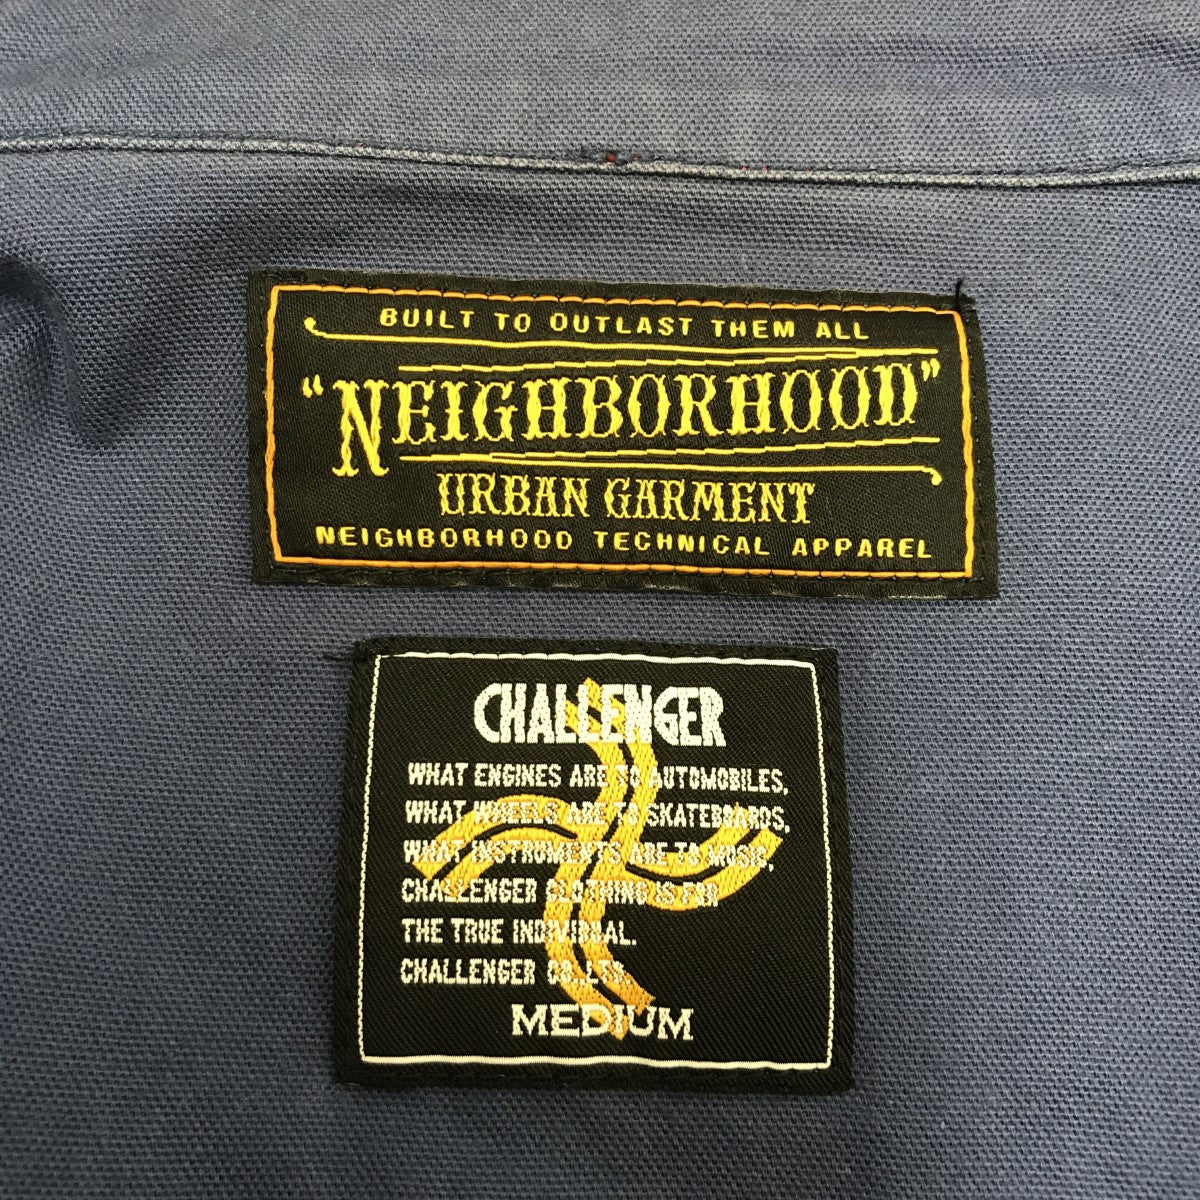 BUILT TO OUTLAST THEM ALL
"NEIGHBORHOOD"
URBAN GARMENT
NEIGHBORHOOD TECHNICAL APPAREL
CHALLENGER
WHAT ENGINES ARE TO AUTOMOBILES,
WHAT WHEELS ARE TO SKATEBOARDS,
WHAT INSTRUMENTS ARE TO MUSIC,
CHALLENGER CLOTHING IS FOR
THE TRUE INDIVIDUAL.
CHALLENGER CO.,LTD.
MEDIUM